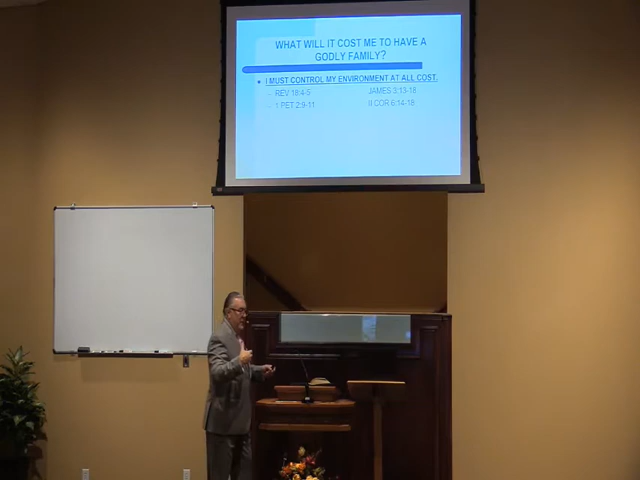 WHAT WILL IT COST ME TO HAVE A
GODLY FAMILY?
I MUST CONTROL MY ENVIRONMENT AT ALL COST.
REV 18:4-5 JAMES 3:13-18
1 PET 2:9-11 II COR 6:14-18